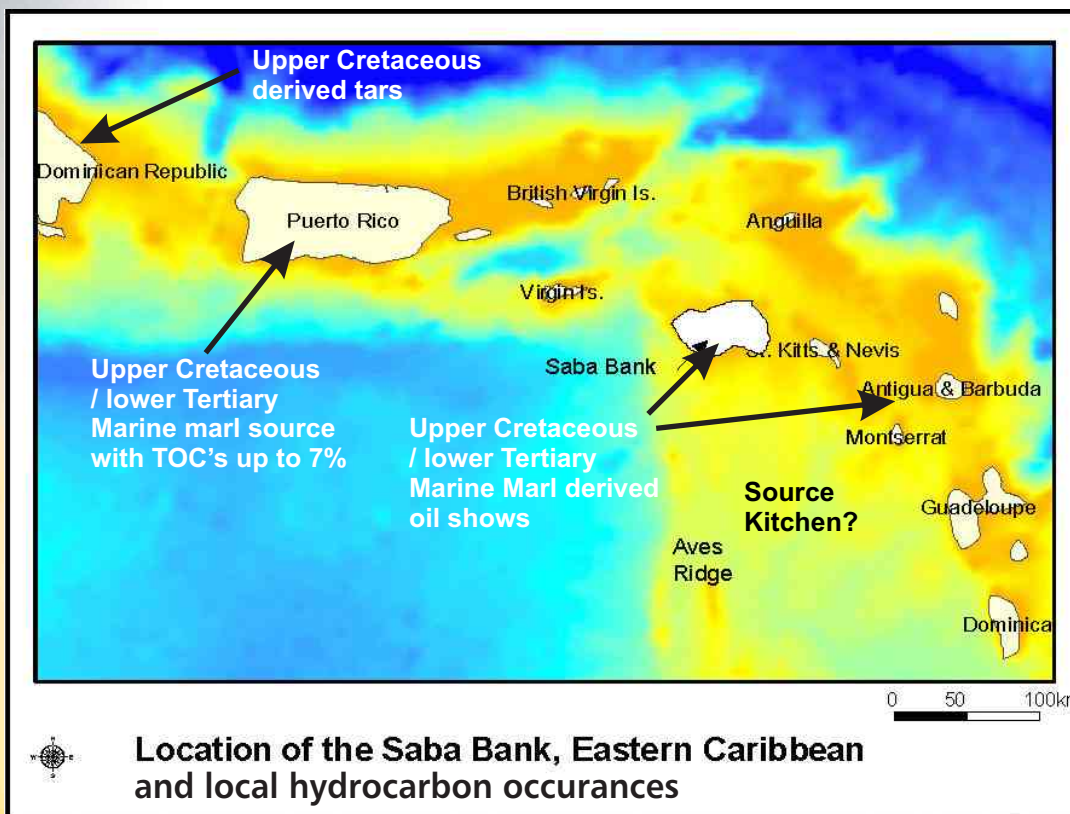 Upper Cretaceous
derived tars
Dominican Republic
British Virgin Is.
Puerto Rico
Anguilla
Virgin Is.
Saba Bank
St. Kitts & Nevis
Upper Cretaceous
/ lower Tertiary
Marine marl source
with TOC's up to 7%
Antigua & Barbuda
Upper Cretaceous
/ lower Tertiary
Marine Marl derived
oil shows
Montserrat
Source
Kitchen?
Guadeloupe
Aves
Ridge
Dominica
0 50 100km
N
W E
S
Location of the Saba Bank, Eastern Caribbean
and local hydrocarbon occurances